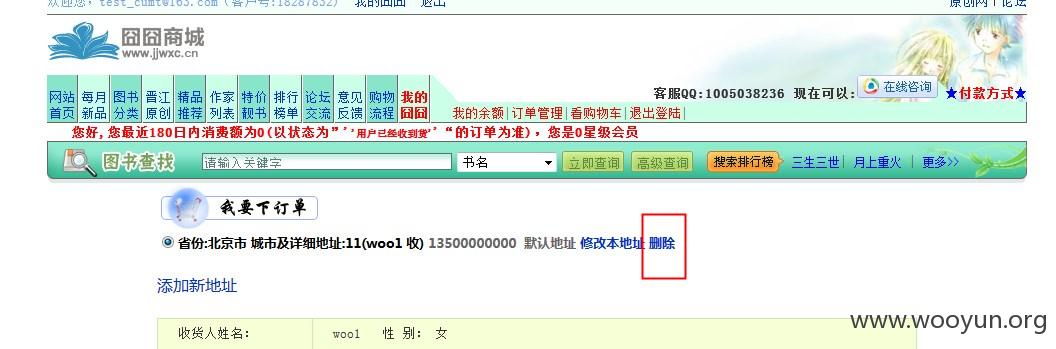 欢迎您, test_cumt@163.com (客户号:18287832) 我的囧囧 退出 原创网 | 论坛
囧囧商城
www.jjwxc.cn
客服QQ:1005038236 现在可以: 在线咨询 ★付款方式★
网站首页 每月新品 图书分类 晋江原创 精品推荐 作家列表 特价靓书 排行榜单 论坛交流 意见反馈 购物流程 我的囧囧
我的余额| 订单管理| 看购物车| 退出登陆|
您好,您最近180日内消费额为0(以状态为”'‘用户已经收到货’'“的订单为准), 您是0星级会员
图书查找 请输入关键字 书名 立即查询 高级查询 搜索排行榜 三生三世| 月上重火 | 更多>>
我要下订单
省份:北京市 城市及详细地址:11(woo1 收) 13500000000 默认地址 修改本地址 删除
添加新地址
收货人姓名: woo1 性 别: 女
www.wooyun.org